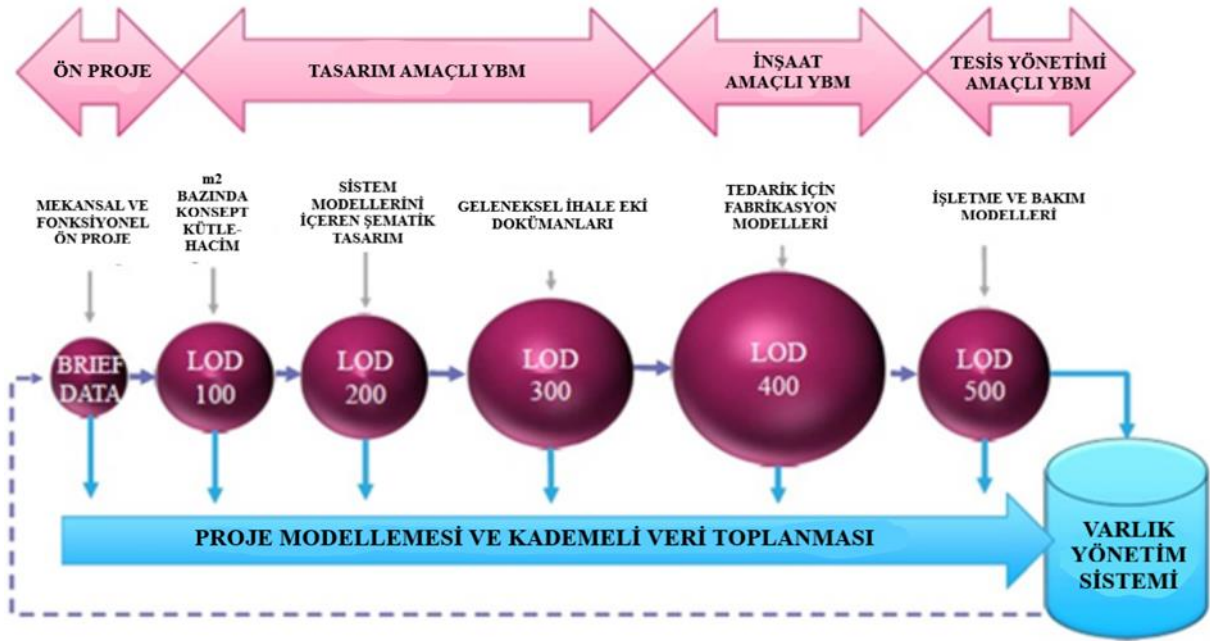 ÖN PROJE
TASARIM AMAÇLI YBM
İNŞAAT
AMAÇLI YBM
TESİS YÖNETİMİ
AMAÇLI YBM
MEKANSAL VE
FONKSİYONEL
ÖN PROJE
m2
BAZINDA
KONSEPT
KÜTLE-
HACİM
SİSTEM
MODELLERİNİ
İÇEREN ŞEMATİK
TASARIM
GELENEKSEL İHALE EKİ
DOKÜMANLARI
TEDARİK İÇİN
FABRİKASYON
MODELLERİ
İŞLETME VE BAKIM
MODELLERİ
BRIEF
DATA
LOD
100
LOD
200
LOD
300
LOD
400
LOD
500
PROJE MODELLEMESİ VE KADEMELİ VERİ TOPLANMASI
VARLIK
YÖNETİM
SİSTEMİ